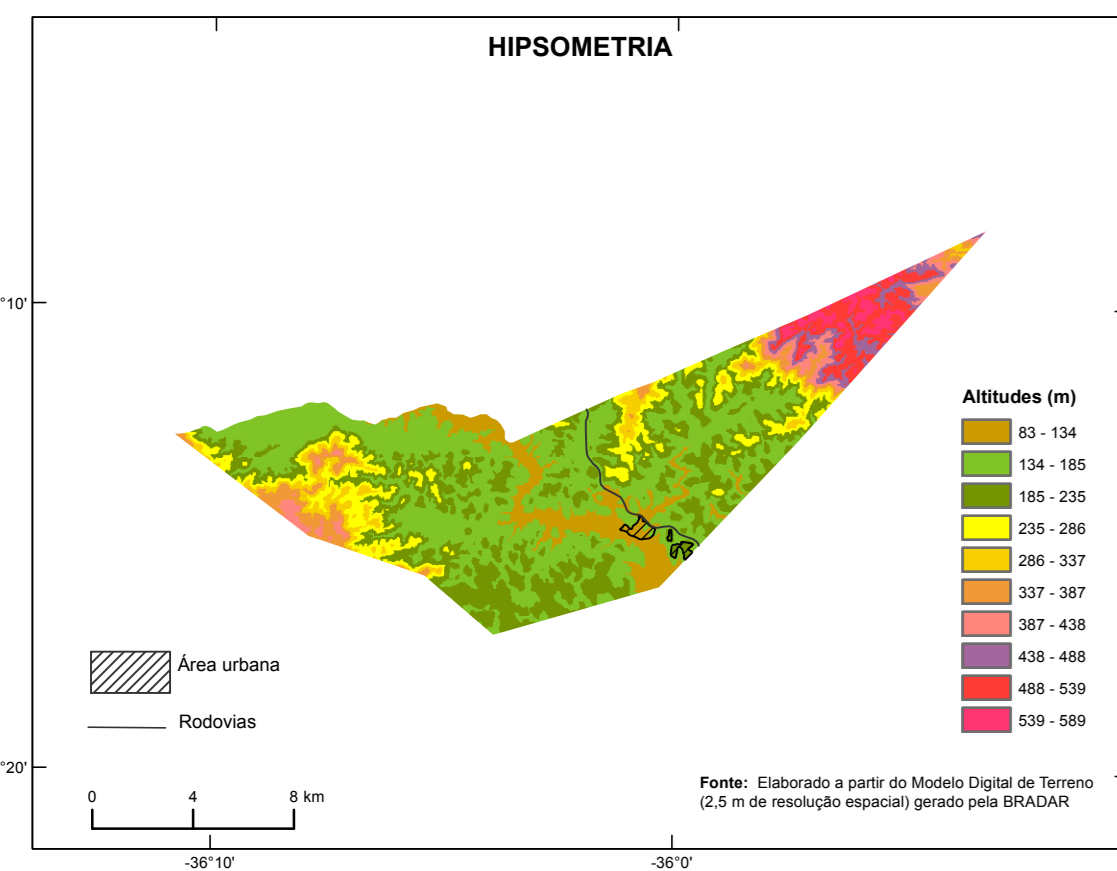 HIPSOMETRIA
°10'
Altitudes (m)
83 - 134
134 - 185
185 - 235
235 - 286
286 - 337
337 - 387
387 - 438
438 - 488
488 - 539
539 - 589
Área urbana
Rodovias
°20'
0 4 8 km
Fonte: Elaborado a partir do Modelo Digital de Terreno
(2,5 m de resolução espacial) gerado pela BRADAR
-36°10' -36°0'